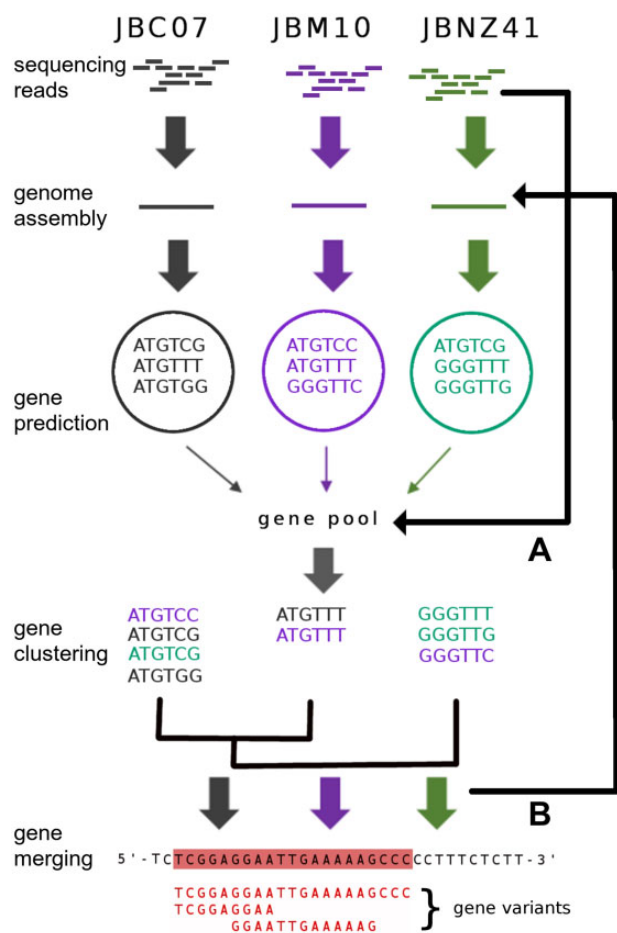 JBC07 JBM10 JBNZ41
sequencing
reads
genome
assembly
gene
prediction
ATGTCG
ATGTTT
ATGTGG
ATGTCC
ATGTTT
GGGTTC
ATGTCG
GGGTTT
GGGTTG
gene pool
A
gene
clustering
ATGTCC
ATGTCG
ATGTCG
ATGTGG
ATGTTT
ATGTTT
GGGTTT
GGGTTG
GGGTTC
B
gene
merging
5'-TCTCGGAGGAATTGAAAAAGCCCCCTTTCTCTT-3'
TCGGAGGAATTGAAAAAGCCC
TCGGAGGAA
GGAATTGAAAAAG
} gene variants